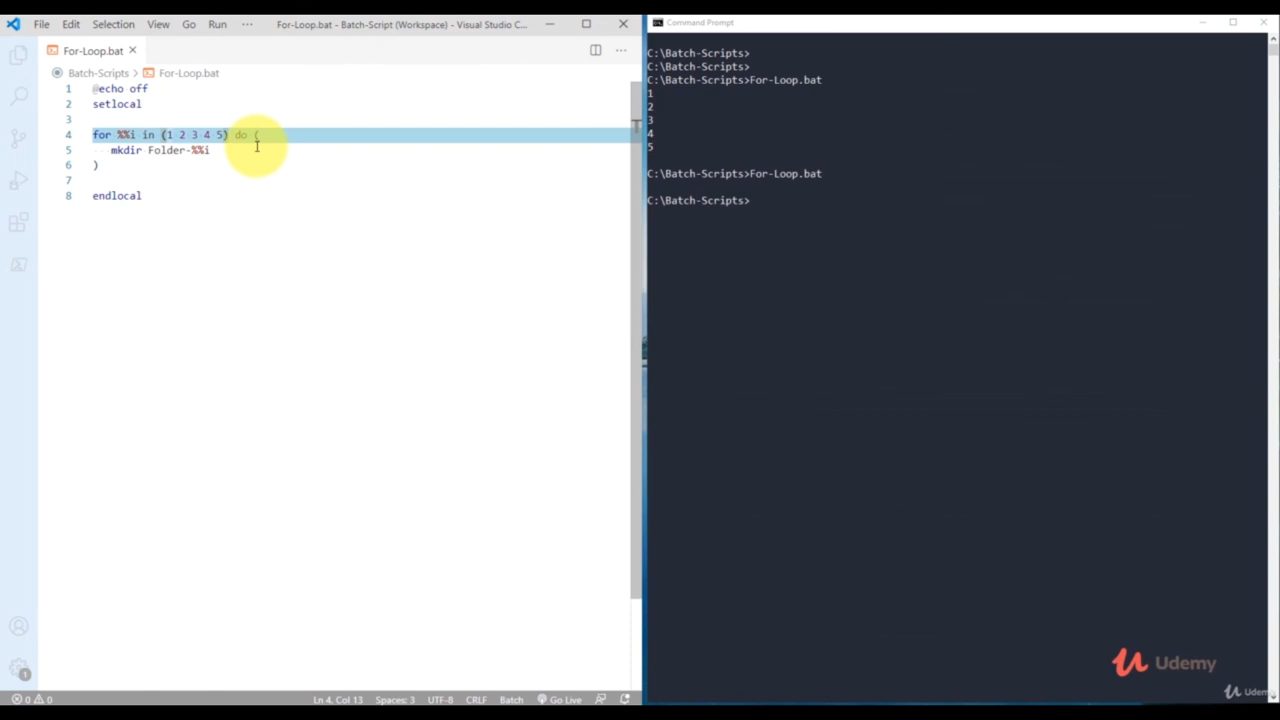 File Edit Selection View Go Run ··· For-Loop.bat - Batch-Script (Workspace) - Visual Studio C...
For-Loop.bat
Batch-Scripts > For-Loop.bat
1 @echo off
2 setlocal
3
4 for %%i in (1 2 3 4 5) do (
5 mkdir Folder-%%i
6 )
7
8 endlocal
1
0 0 Ln 4, Col 13 Spaces: 3 UTF-8 CRLF Batch Go Live
Command Prompt
C:\Batch-Scripts>
C:\Batch-Scripts>
C:\Batch-Scripts>For-Loop.bat
1
2
3
4
5
C:\Batch-Scripts>For-Loop.bat
C:\Batch-Scripts>
Udemy
Udem